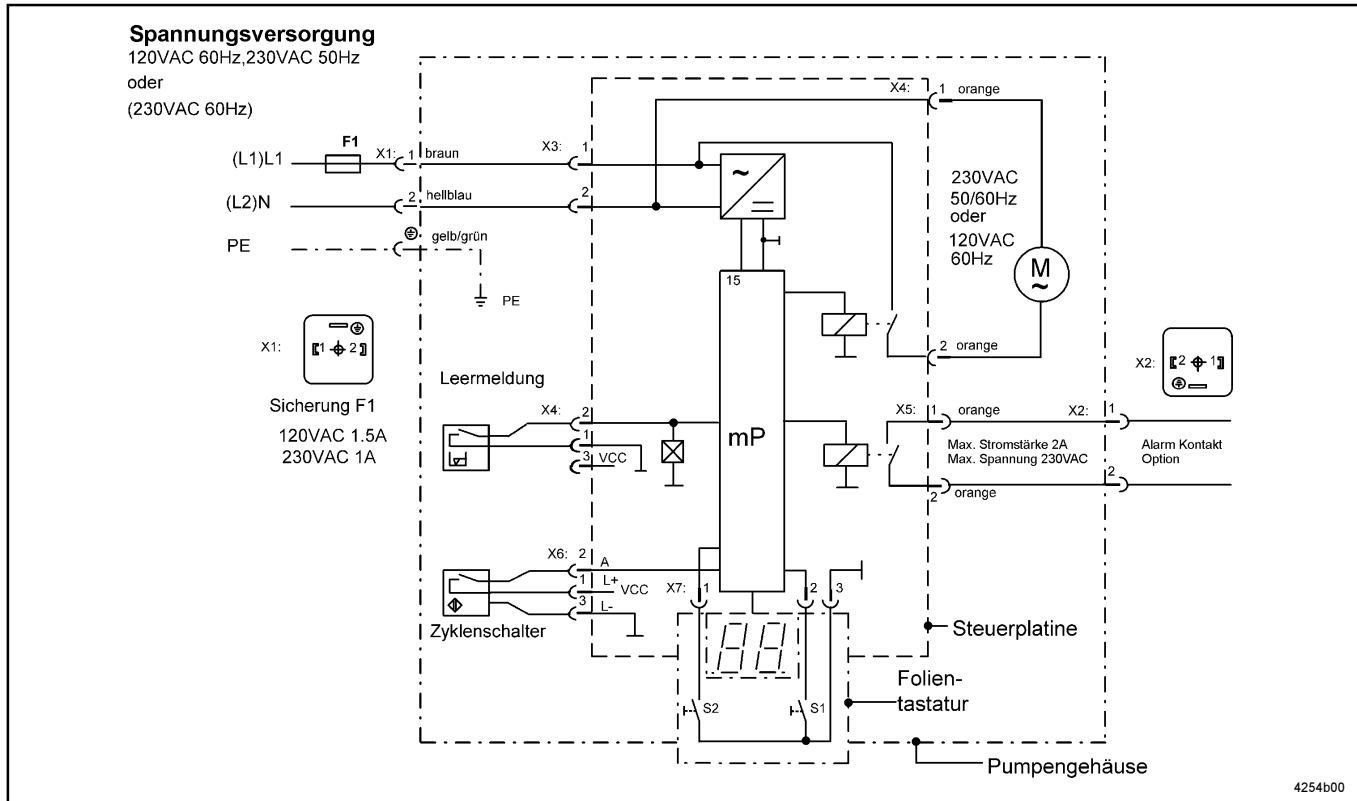 Spannungsversorgung
120VAC 60Hz,230VAC 50Hz
oder
(230VAC 60Hz)
X4: 1 orange
F1
(L1)L1
X1: 1 braun
X3: 1
~
(L2)N
2 hellblau
2
230VAC
50/60Hz
oder
120VAC
60Hz
PE
gelb/grün
PE
M
~
15
2 orange
X1:
1 2
X2:
2 1
Leermeldung
Sicherung F1
120VAC 1.5A
230VAC 1A
X4: 2
1
3 VCC
mP
X5: 1 orange
X2: 1
Max. Stromstärke 2A
Max. Spannung 230VAC
Alarm Kontakt
Option
2 orange
2
X6: 2 A
1 L+ VCC
3 L-
X7: 1
2 3
Zyklenschalter
88
Steuerplatine
Folien-
tastatur
S2
S1
Pumpengehäuse
4254b00